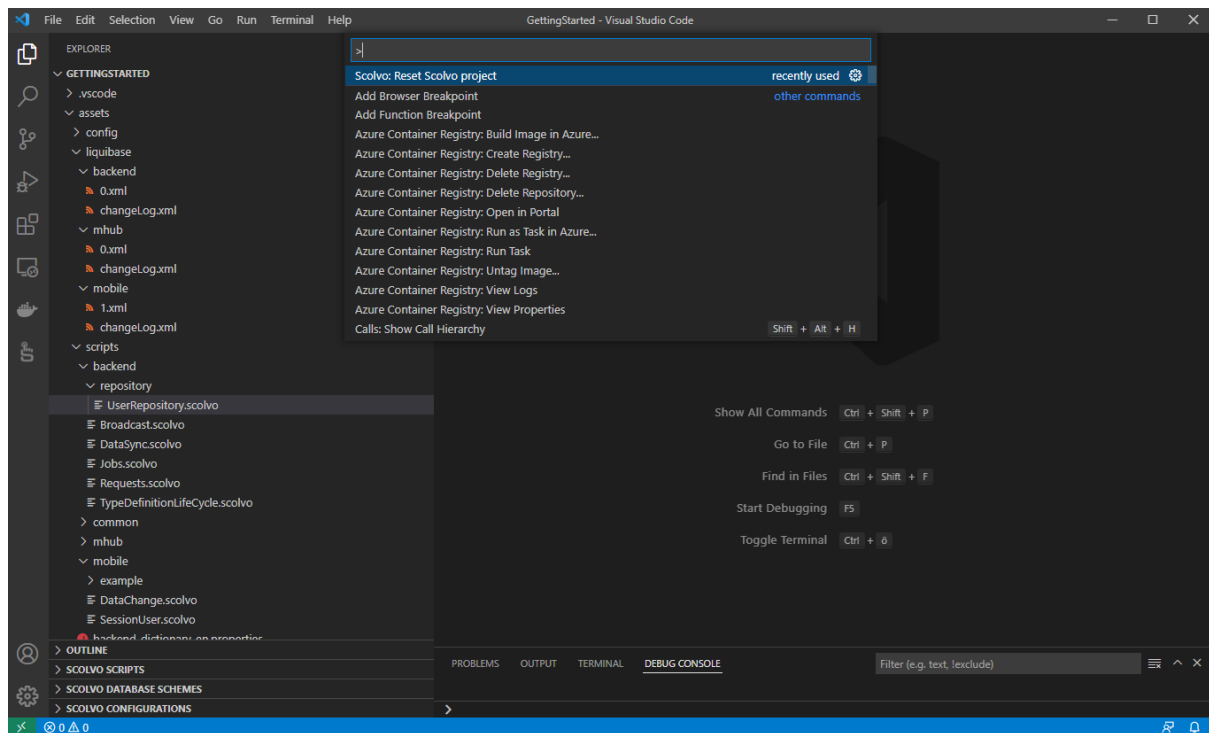 File Edit Selection View Go Run Terminal Help
GettingStarted - Visual Studio Code
EXPLORER
GETTINGSTARTED
.vscode
assets
config
liquibase
backend
0.xml
changeLog.xml
mhub
0.xml
changeLog.xml
mobile
1.xml
changeLog.xml
scripts
backend
repository
UserRepository.scolvo
Broadcast.scolvo
DataSync.scolvo
Jobs.scolvo
Requests.scolvo
TypeDefinitionLifeCycle.scolvo
common
mhub
mobile
example
DataChange.scolvo
SessionUser.scolvo
backend_dictionary_en.properties
OUTLINE
SCOLVO SCRIPTS
SCOLVO DATABASE SCHEMES
SCOLVO CONFIGURATIONS
>
Scolvo: Reset Scolvo project recently used
Add Browser Breakpoint other commands
Add Function Breakpoint
Azure Container Registry: Build Image in Azure...
Azure Container Registry: Create Registry...
Azure Container Registry: Delete Registry...
Azure Container Registry: Delete Repository...
Azure Container Registry: Open in Portal
Azure Container Registry: Run as Task in Azure...
Azure Container Registry: Run Task
Azure Container Registry: Untag Image...
Azure Container Registry: View Logs
Azure Container Registry: View Properties
Calls: Show Call Hierarchy Shift + Alt + H
Show All Commands Ctrl + Shift + P
Go to File Ctrl + P
Find in Files Ctrl + Shift + F
Start Debugging F5
Toggle Terminal Ctrl + ö
PROBLEMS OUTPUT TERMINAL DEBUG CONSOLE
Filter (e.g. text, !exclude)
>
0 0